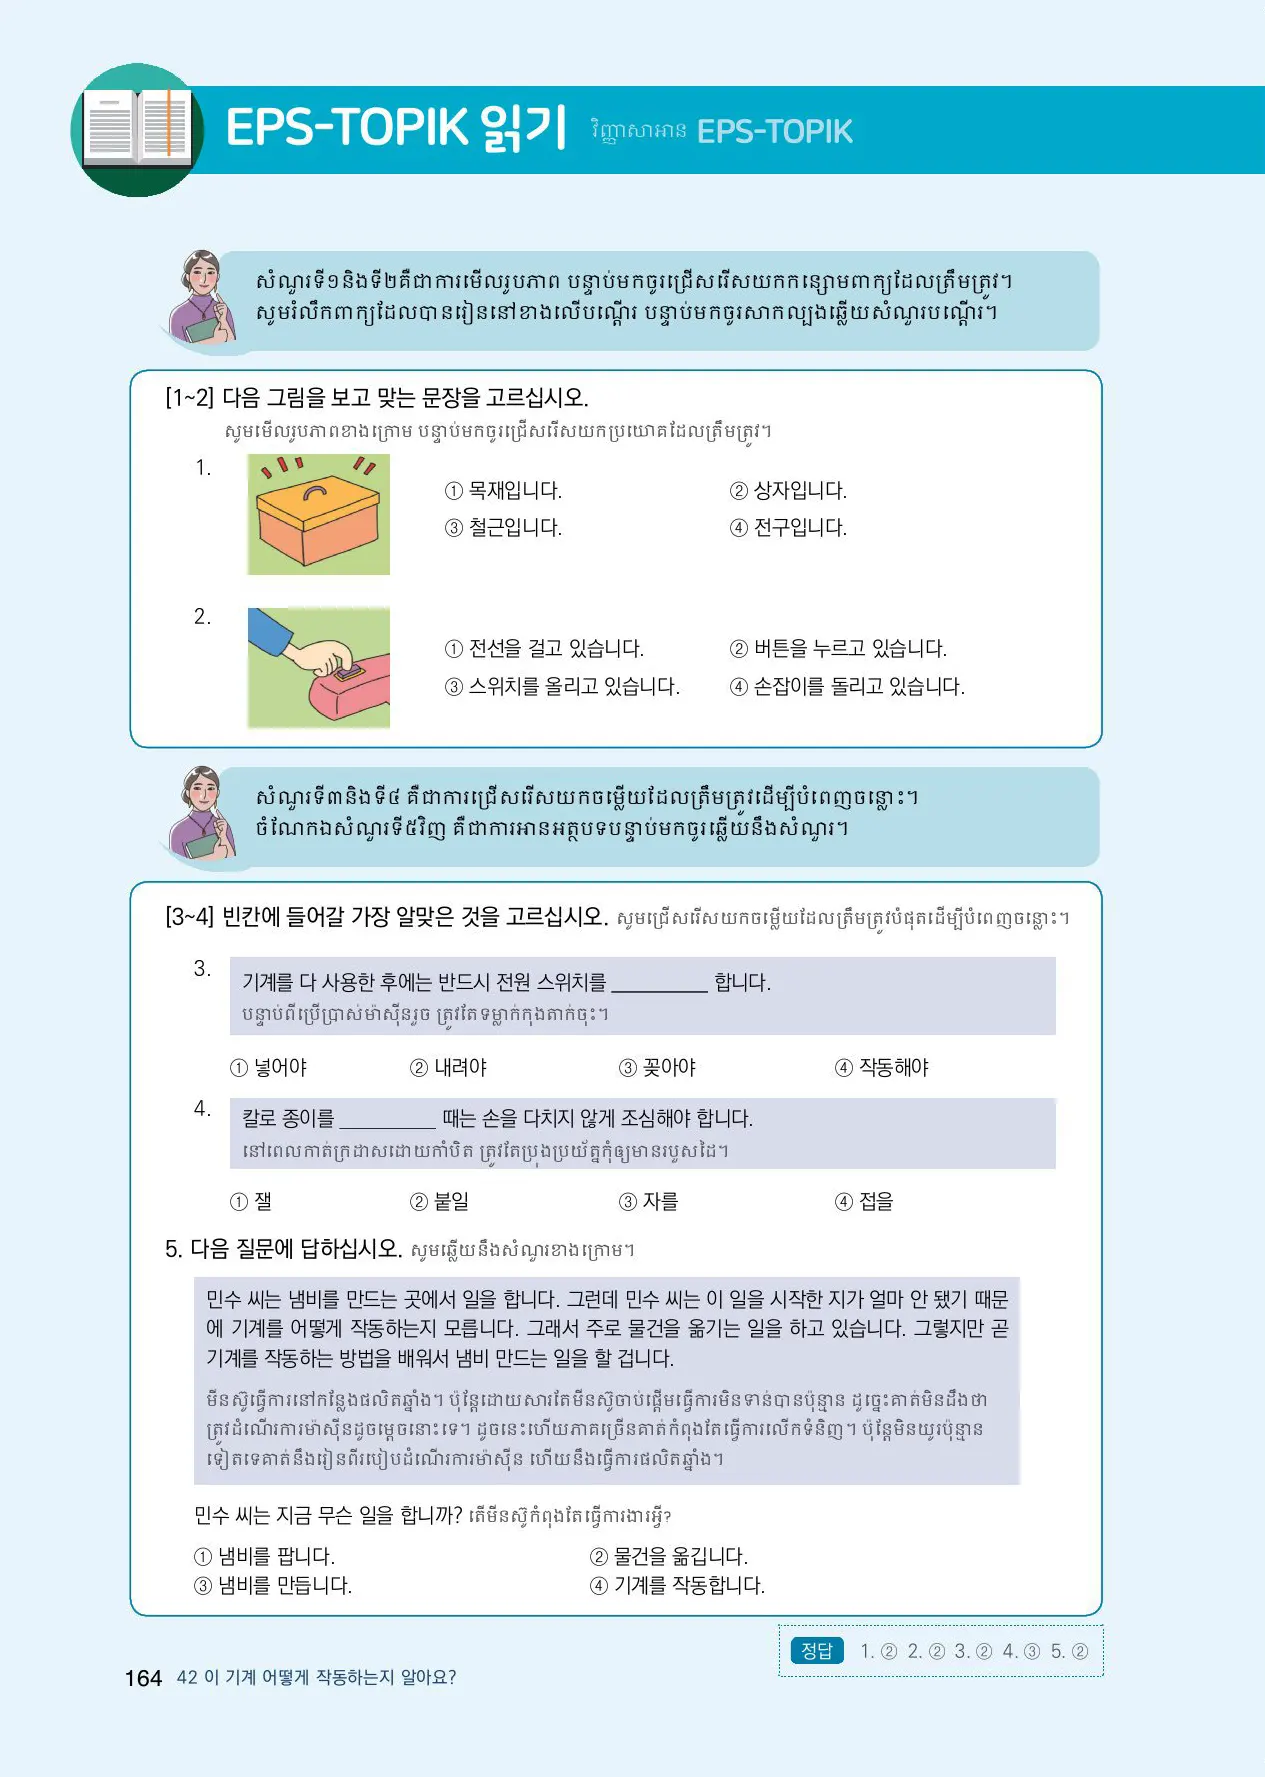 EPS-TOPIK 읽기 វិញ្ញាសាអាន EPS-TOPIK
សំណួរទី១និងទី២គឺជាការមើលរូបភាព បន្ទាប់មកចូរជ្រើសរើសយកកន្សោមពាក្យដែលត្រឹមត្រូវ។
សូមរំលឹកពាក្យដែលបានរៀននៅខាងលើបណ្តើរ បន្ទាប់មកចូរសាកល្បងឆ្លើយសំណួរបណ្តើរ។
[1~2] 다음 그림을 보고 맞는 문장을 고르십시오.
សូមមើលរូបភាពខាងក្រោម បន្ទាប់មកចូរជ្រើសរើសយកប្រយោគដែលត្រឹមត្រូវ។
1.
① 목재입니다. ② 상자입니다.
③ 철근입니다. ④ 전구입니다.
2.
① 전선을 걸고 있습니다. ② 버튼을 누르고 있습니다.
③ 스위치를 올리고 있습니다. ④ 손잡이를 돌리고 있습니다.
សំណួរទី៣និងទី៤ គឺជាការជ្រើសរើសយកចម្លើយដែលត្រឹមត្រូវដើម្បីបំពេញចន្លោះ។
ចំណែកឯសំណួរទី៥វិញ គឺជាការអានអត្ថបទបន្ទាប់មកចូរឆ្លើយនឹងសំណួរ។
[3~4] 빈칸에 들어갈 가장 알맞은 것을 고르십시오. សូមជ្រើសរើសយកចម្លើយដែលត្រឹមត្រូវបំផុតដើម្បីបំពេញចន្លោះ។
3. 기계를 다 사용한 후에는 반드시 전원 스위치를 _________ 합니다.
បន្ទាប់ពីប្រើប្រាស់ម៉ាស៊ីនរួច ត្រូវតែទម្លាក់កុងតាក់ចុះ។
① 넣어야 ② 내려야 ③ 꽂아야 ④ 작동해야
4. 칼로 종이를 _________ 때는 손을 다치지 않게 조심해야 합니다.
នៅពេលកាត់ក្រដាសដោយកាំបិត ត្រូវតែប្រុងប្រយ័ត្នកុំឲ្យមានរបួសដៃ។
① 잴 ② 붙일 ③ 자를 ④ 접을
5. 다음 질문에 답하십시오. សូមឆ្លើយនឹងសំណួរខាងក្រោម។
민수 씨는 냄비를 만드는 곳에서 일을 합니다. 그런데 민수 씨는 이 일을 시작한 지가 얼마 안 됐기 때문
에 기계를 어떻게 작동하는지 모릅니다. 그래서 주로 물건을 옮기는 일을 하고 있습니다. 그렇지만 곧
기계를 작동하는 방법을 배워서 냄비 만드는 일을 할 겁니다.
មីនស៊ូធ្វើការនៅកន្លែងផលិតឆ្នាំង។ ប៉ុន្តែដោយសារតែមីនស៊ូចាប់ផ្តើមធ្វើការមិនទាន់បានប៉ុន្មាន ដូច្នេះគាត់មិនដឹងថា
ត្រូវដំណើរការម៉ាស៊ីនដូចម្តេចនោះទេ។ ដូចនេះហើយភាគច្រើនគាត់កំពុងតែធ្វើការលើកទំនិញ។ ប៉ុន្តែមិនយូរប៉ុន្មាន
ទៀតទេគាត់នឹងរៀនពីរបៀបដំណើរការម៉ាស៊ីន ហើយនឹងធ្វើការផលិតឆ្នាំង។
민수 씨는 지금 무슨 일을 합니까? តើមីនស៊ូកំពុងតែធ្វើការងារអ្វី?
① 냄비를 팝니다. ② 물건을 옮깁니다.
③ 냄비를 만듭니다. ④ 기계를 작동합니다.
정답 1. ② 2. ② 3. ② 4. ③ 5. ②
164 42 이 기계 어떻게 작동하는지 알아요?